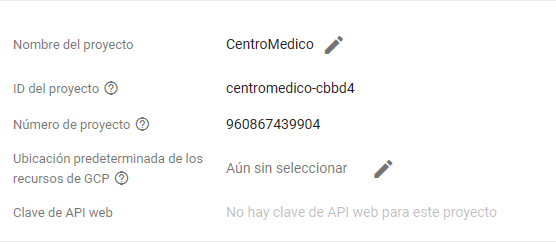 Nombre del proyecto CentroMedico
ID del proyecto centromedico-cbbd4
Número de proyecto 960867439904
Ubicación predeterminada de los
recursos de GCP Aún sin seleccionar
Clave de API web No hay clave de API web para este proyecto